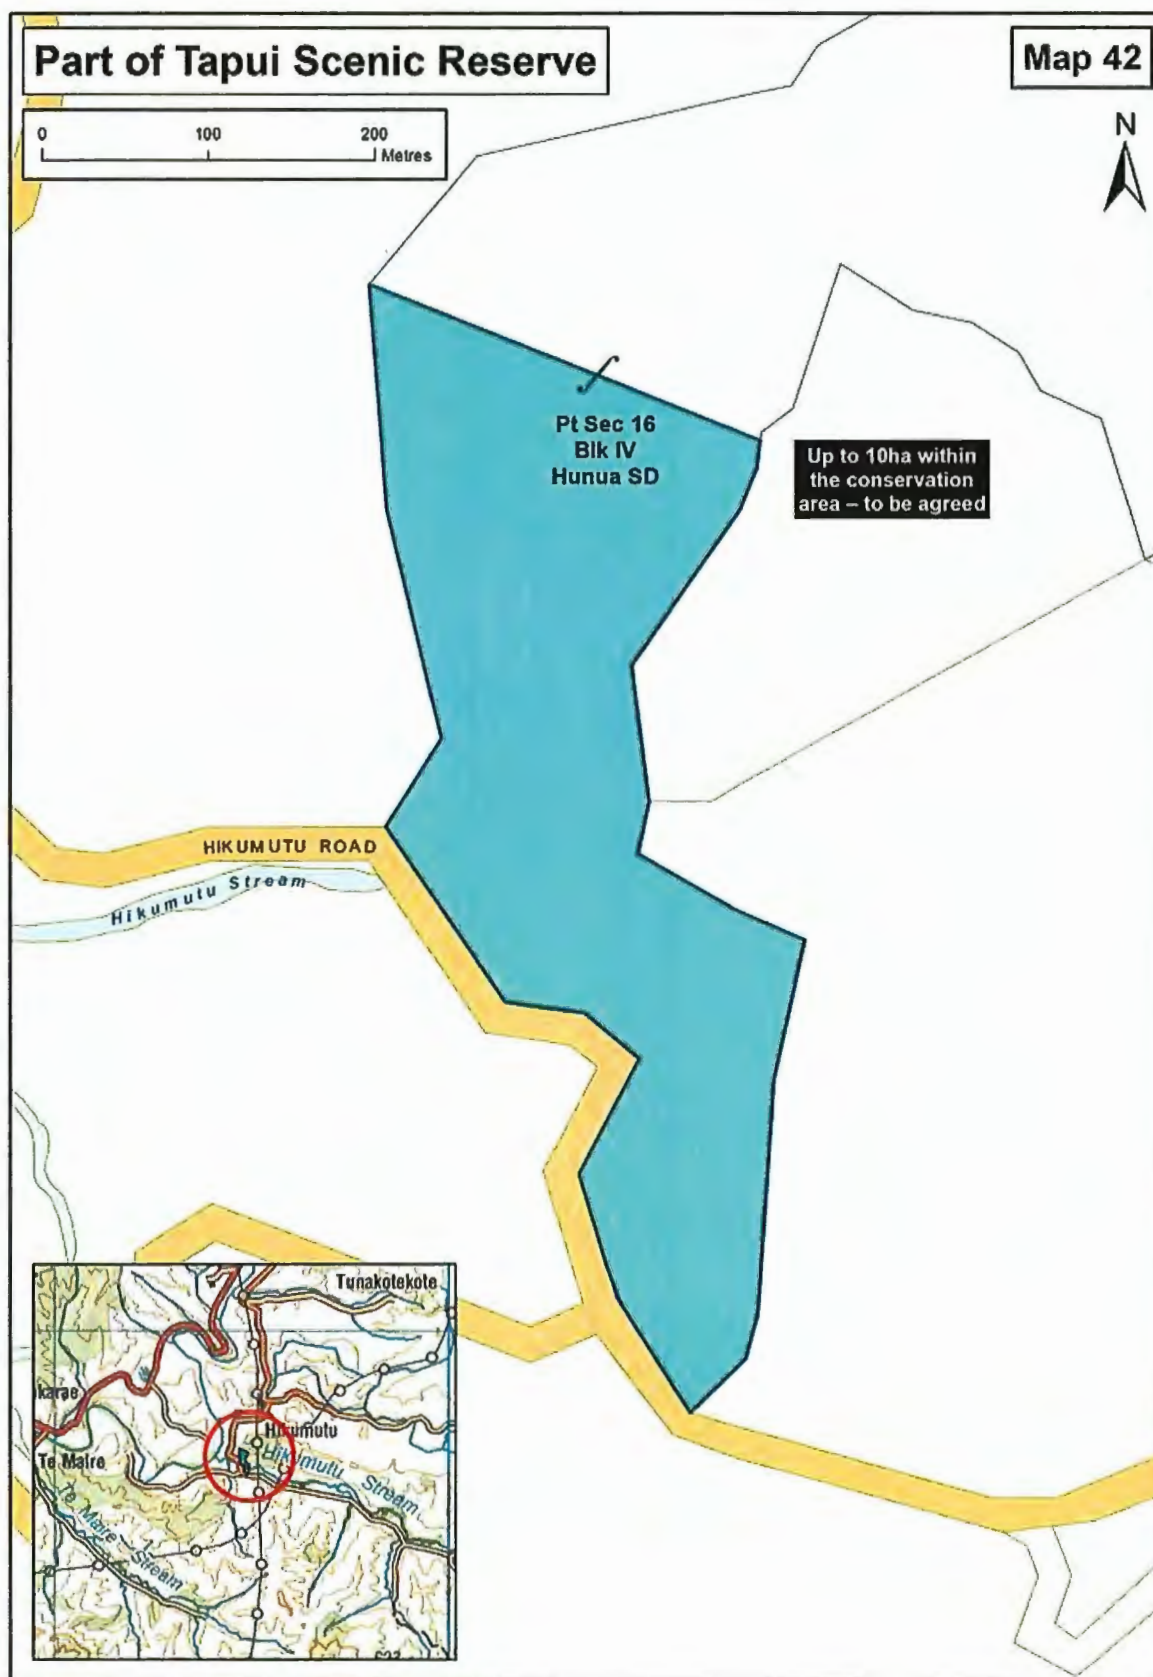 Part of Tapui Scenic Reserve
Map 42
0 100 200
Metres
N
Pt Sec 16
Blk IV
Hunua SD
Up to 10ha within
the conservation
area – to be agreed
HIKUMUTU ROAD
Hikumutu Stream
Tunakotekote
karae
Hikumutu
Te Maire
Hikumutu Stream
Te Maire Stream